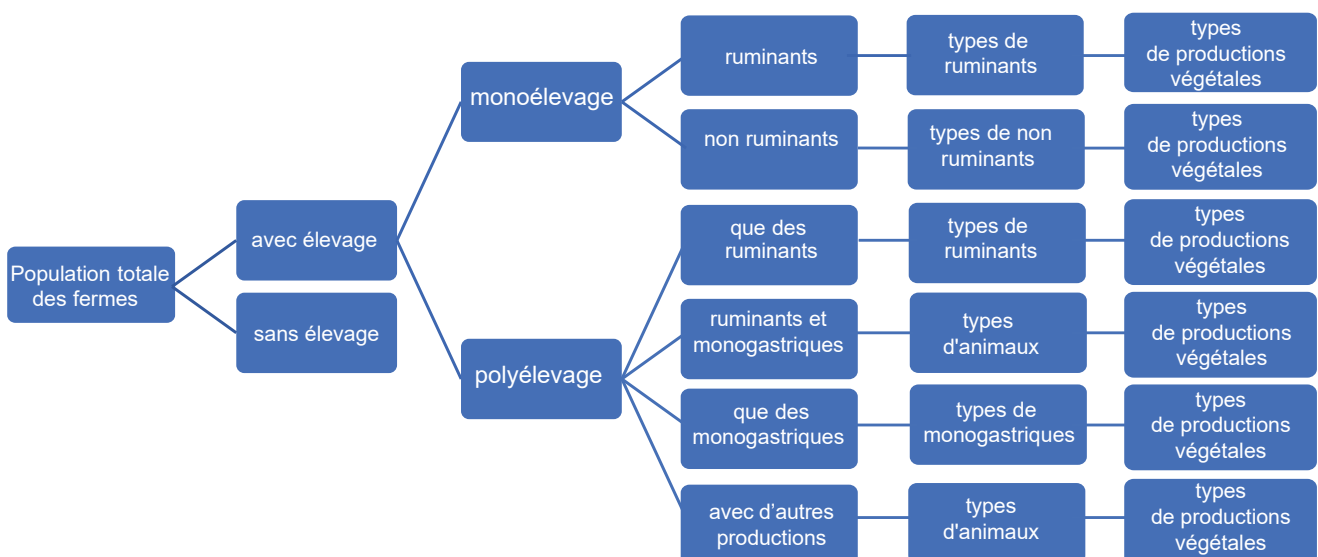 Population totale
des fermes
avec élevage
sans élevage
monoélevage
polyélevage
ruminants
types de
ruminants
types
de productions
végétales
non ruminants
types de non
ruminants
types
de productions
végétales
que des
ruminants
types de
ruminants
types
de productions
végétales
ruminants et
monogastriques
types
d'animaux
types
de productions
végétales
que des
monogastriques
types de
monogastriques
types
de productions
végétales
avec d’autres
productions
types
d'animaux
types
de productions
végétales